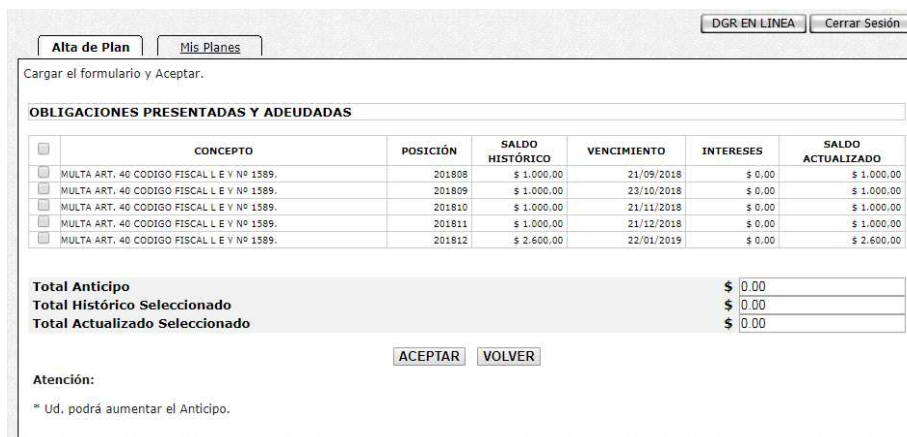 DGR EN LINEA Cerrar Sesión
Alta de Plan Mis Planes
Cargar el formulario y Aceptar.
OBLIGACIONES PRESENTADAS Y ADEUDADAS
CONCEPTO POSICIÓN SALDO HISTÓRICO VENCIMIENTO INTERESES SALDO ACTUALIZADO
MULTA ART. 40 CODIGO FISCAL L E Y Nº 1589. 201808 $ 1.000,00 21/09/2018 $ 0,00 $ 1.000,00
MULTA ART. 40 CODIGO FISCAL L E Y Nº 1589. 201809 $ 1.000,00 23/10/2018 $ 0,00 $ 1.000,00
MULTA ART. 40 CODIGO FISCAL L E Y Nº 1589. 201810 $ 1.000,00 21/11/2018 $ 0,00 $ 1.000,00
MULTA ART. 40 CODIGO FISCAL L E Y Nº 1589. 201811 $ 1.000,00 21/12/2018 $ 0,00 $ 1.000,00
MULTA ART. 40 CODIGO FISCAL L E Y Nº 1589. 201812 $ 2.600,00 22/01/2019 $ 0,00 $ 2.600,00
Total Anticipo $ 0.00
Total Histórico Seleccionado $ 0.00
Total Actualizado Seleccionado $ 0.00
ACEPTAR VOLVER
Atención:
* Ud. podrá aumentar el Anticipo.